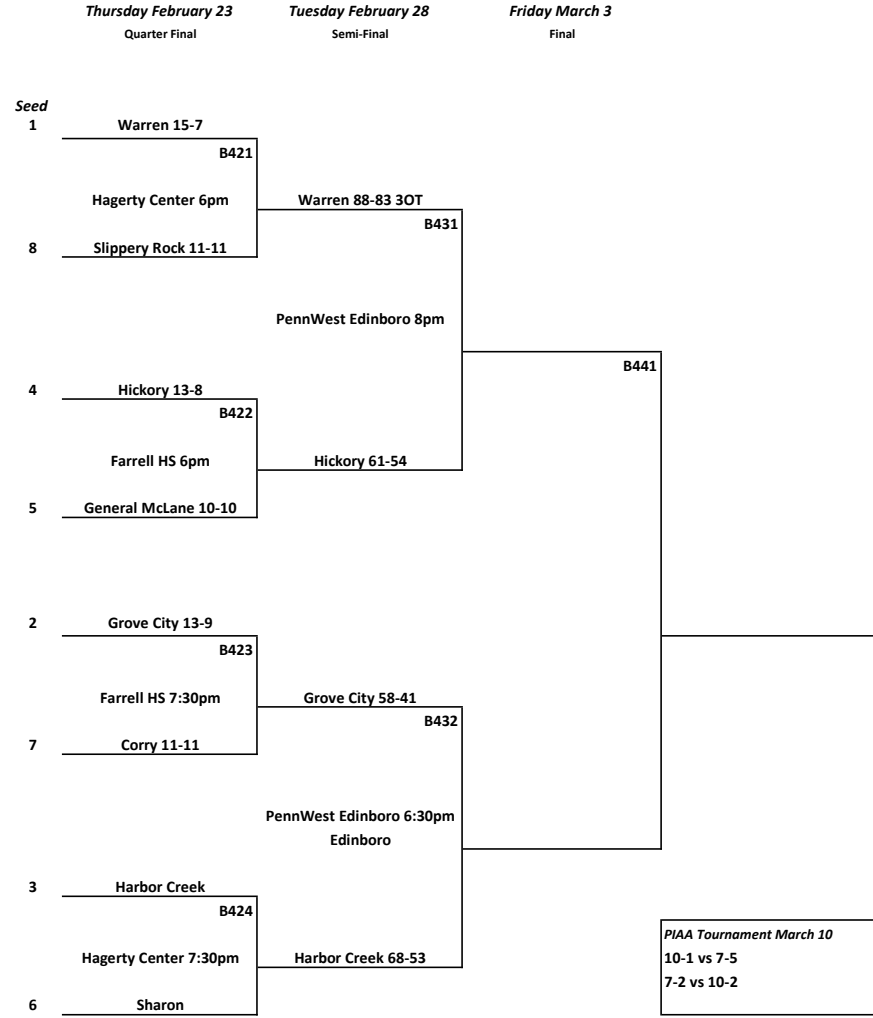 Thursday February 23 Tuesday February 28 Friday March 3
Quarter Final Semi-Final Final
Seed
1 Warren 15-7
B421
Hagerty Center 6pm Warren 88-83 3OT
B431
8 Slippery Rock 11-11
PennWest Edinboro 8pm
B441
4 Hickory 13-8
B422
Farrell HS 6pm Hickory 61-54
5 General McLane 10-10
2 Grove City 13-9
B423
Farrell HS 7:30pm Grove City 58-41
B432
7 Corry 11-11
PennWest Edinboro 6:30pm
Edinboro
3 Harbor Creek
B424
Hagerty Center 7:30pm Harbor Creek 68-53
6 Sharon
PIAA Tournament March 10
10-1 vs 7-5
7-2 vs 10-2